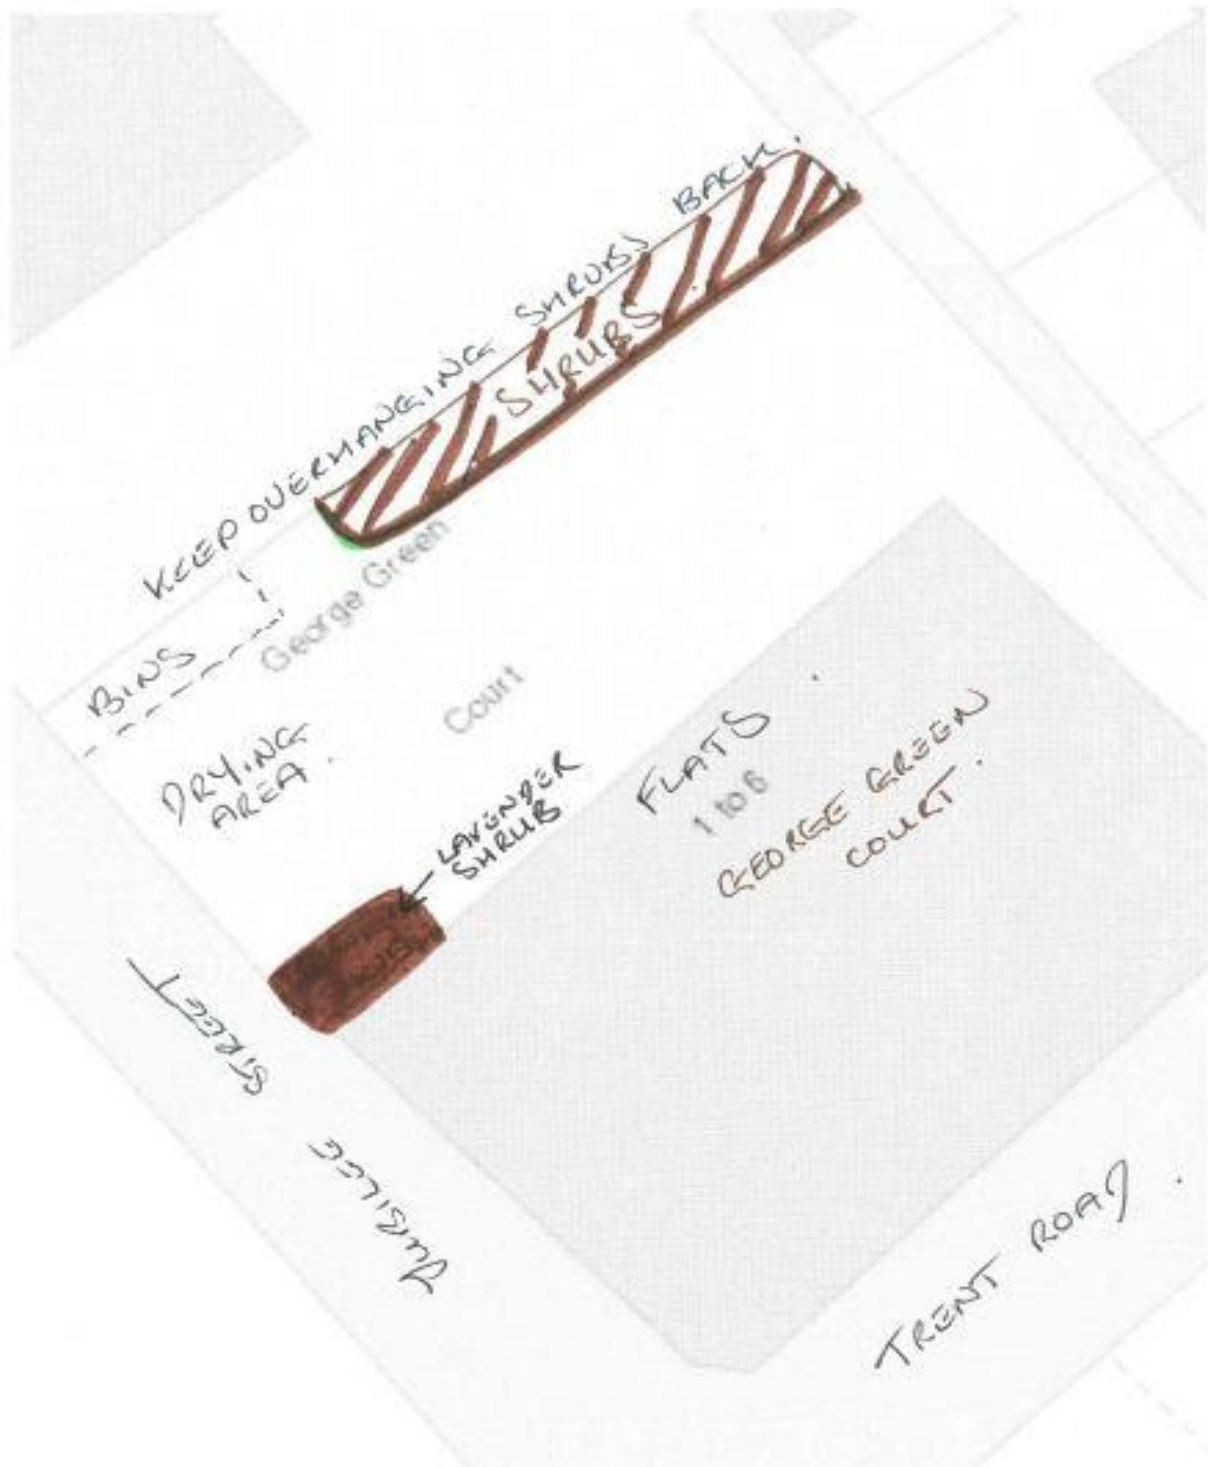 KEEP OVERHANGING SHRUBS BACK.
SHRUBS
BINS
George Green
Court
DRYING
AREA.
LAVENDER
SHRUB
FLATS
1 to 6
GEORGE GREEN
COURT.
JUBILEE STREET
TRENT ROAD.